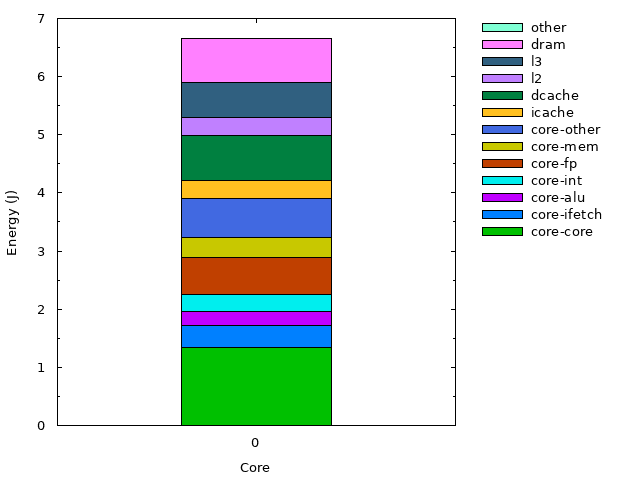 7
6
5
4
3
2
1
0
Energy (J)
0
Core
other
dram
l3
l2
dcache
icache
core-other
core-mem
core-fp
core-int
core-alu
core-ifetch
core-core